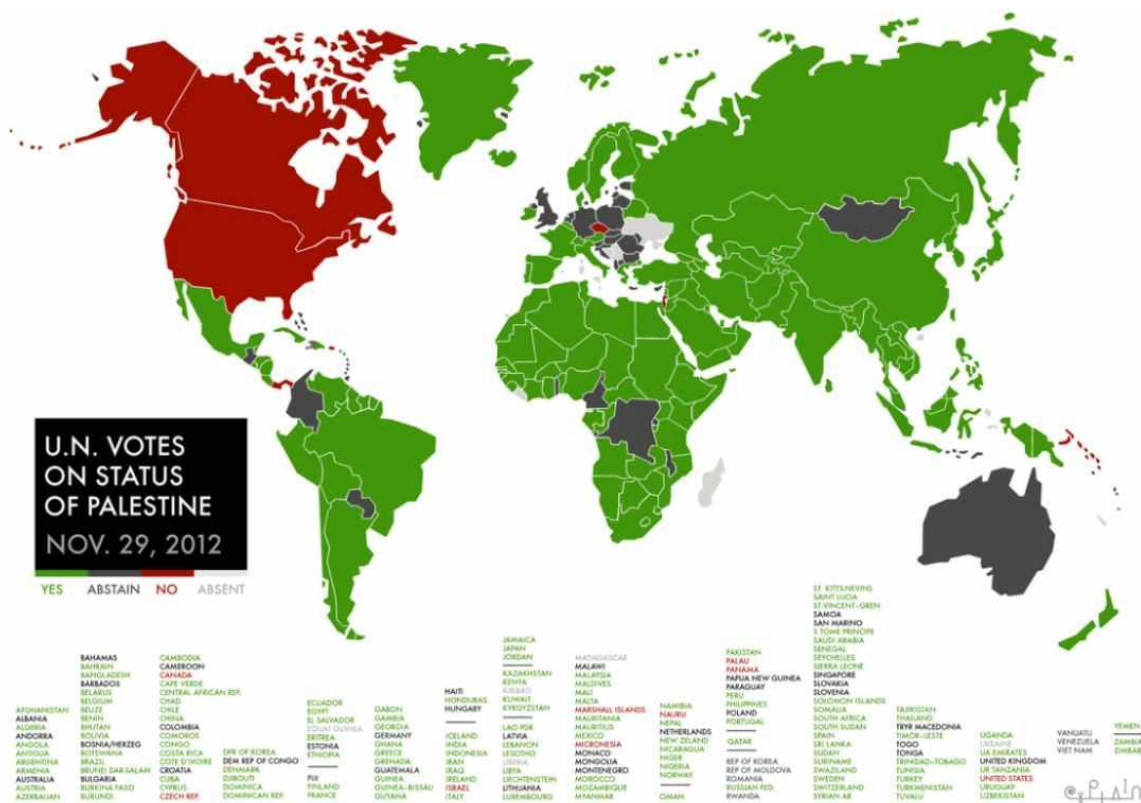 U.N. VOTES
ON STATUS
OF PALESTINE
NOV. 29, 2012
YES ABSTAIN NO ABSENT
AFGHANISTAN
ALBANIA
ALGERIA
ANDORRA
ANGOLA
ANTIGUA
ARGENTINA
ARMENIA
AUSTRALIA
AUSTRIA
AZERBAIJAN
BAHAMAS
BAHRAIN
BANGLADESH
BARBADOS
BELARUS
BELGIUM
BELIZE
BENIN
BHUTAN
BOLIVIA
BOSNIA/HERZEG
BOTSWANA
BRAZIL
BRUNEI DAR-SALAM
BULGARIA
BURKINA FASO
BURUNDI
CAMBODIA
CAMEROON
CANADA
CAPE VERDE
CENTRAL AFRICAN REP.
CHAD
CHILE
CHINA
COLOMBIA
COMOROS
CONGO
COSTA RICA
COTE D'IVOIRE
CROATIA
CUBA
CYPRUS
CZECH REP.
DPR OF KOREA
DEM REP OF CONGO
DENMARK
DJIBOUTI
DOMINICA
DOMINICAN REP.
ECUADOR
EGYPT
EL SALVADOR
EQUAT GUINEA
ERITREA
ESTONIA
ETHIOPIA
FIJI
FINLAND
FRANCE
GABON
GAMBIA
GEORGIA
GERMANY
GHANA
GREECE
GRENADA
GUATEMALA
GUINEA
GUINEA-BISSAU
GUYANA
HAITI
HONDURAS
HUNGARY
ICELAND
INDIA
INDONESIA
IRAN
IRAQ
IRELAND
ISRAEL
ITALY
JAMAICA
JAPAN
JORDAN
KAZAKHSTAN
KENYA
KIRIBATI
KUWAIT
KYRGYZSTAN
LAO PDR
LATVIA
LEBANON
LESOTHO
LIBERIA
LIBYA
LIECHTENSTEIN
LITHUANIA
LUXEMBOURG
MADAGASCAR
MALAWI
MALAYSIA
MALDIVES
MALI
MALTA
MARSHALL ISLANDS
MAURITANIA
MAURITIUS
MEXICO
MICRONESIA
MONACO
MONGOLIA
MONTENEGRO
MOROCCO
MOZAMBIQUE
MYANMAR
NAMIBIA
NAURU
NEPAL
NETHERLANDS
NEW ZELAND
NICARAGUA
NIGER
NIGERIA
NORWAY
OMAN
PAKISTAN
PALAU
PANAMA
PAPUA NEW GUINEA
PARAGUAY
PERU
PHILIPPINES
POLAND
PORTUGAL
QATAR
REP OF KOREA
REP OF MOLDOVA
ROMANIA
RUSSIAN FED.
RWANDA
ST. KITTS-NEVINS
SAINT LUCIA
ST.VINCENT-GREN
SAMOA
SAN MARINO
S TOME PRINCIPE
SAUDI ARABIA
SENEGAL
SEYCHELLES
SIERRA LEONE
SINGAPORE
SLOVAKIA
SLOVENIA
SOLOMON ISLANDS
SOMALIA
SOUTH AFRICA
SOUTH SUDAN
SPAIN
SRI LANKA
SUDAN
SURINAME
SWAZILAND
SWEDEN
SWITZERLAND
SYRIAN AR
TAJIKISTAN
THAILAND
TFYR MACEDONIA
TIMOR-LESTE
TOGO
TONGA
TRINIDAD-TOBAGO
TUNISIA
TURKEY
TURKMENISTAN
TUVALU
UGANDA
UKRAINE
UA EMIRATES
UNITED KINGDOM
UR TANZANIA
UNITED STATES
URUGUAY
UZBEKISTAN
VANUATU
VENEZUELA
VIET NAM
YEMEN
ZAMBIA